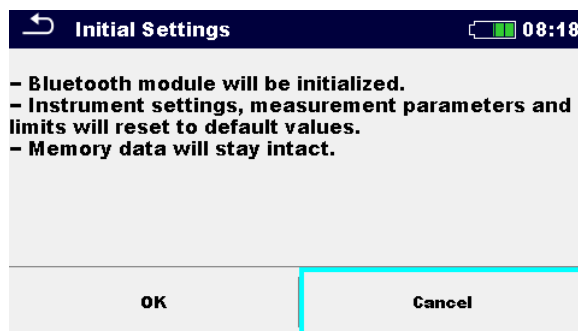 Initial Settings 08:18
– Bluetooth module will be initialized.
– Instrument settings, measurement parameters and
limits will reset to default values.
– Memory data will stay intact.
OK Cancel